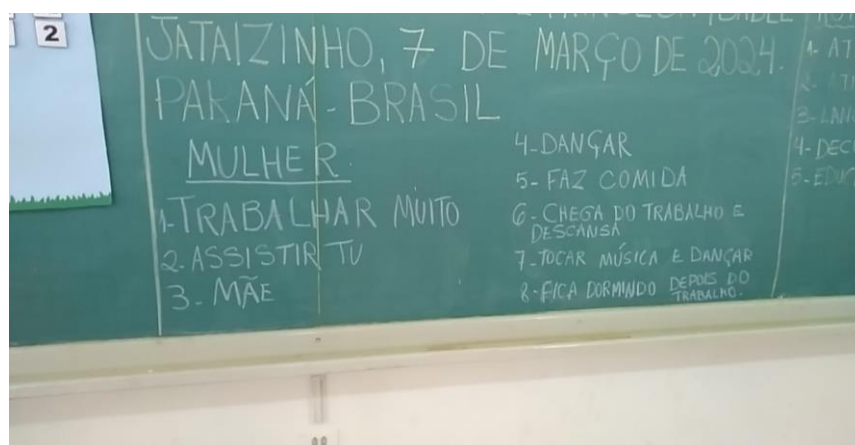 2
JATAIZINHO, 7 DE MARÇO DE 2024.
PARANÁ - BRASIL
MULHER.
1-TRABALHAR MUITO
2-ASSISTIR TV
3-MÃE
4-DANÇAR
5-FAZ COMIDA
6-CHEGA DO TRABALHO E
DESCANSA
7-TOCAR MÚSICA E DANÇAR
8-FICA DORMINDO DEPOIS DO
TRABALHO.